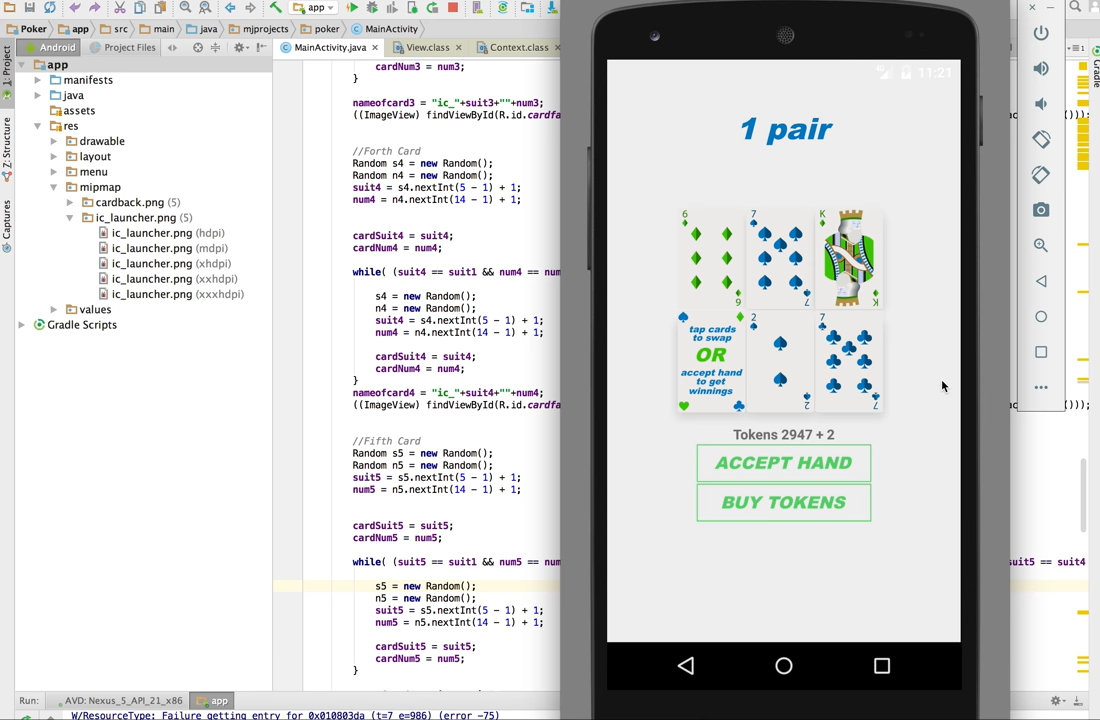 app
Poker
app
src
main
java
mjprojects
poker
MainActivity
Android
Project Files
MainActivity.java
View.class
Context.class
1: Project
Z: Structure
Captures
Gradle
app
manifests
java
assets
res
drawable
layout
menu
mipmap
cardback.png (5)
ic_launcher.png (5)
ic_launcher.png (hdpi)
ic_launcher.png (mdpi)
ic_launcher.png (xhdpi)
ic_launcher.png (xxhdpi)
ic_launcher.png (xxxhdpi)
values
Gradle Scripts
cardNum3 = num3;
}
nameofcard3 = "ic_"+suit3+""+num3;
((ImageView) findViewById(R.id.cardfa
//Forth Card
Random s4 = new Random();
Random n4 = new Random();
suit4 = s4.nextInt(5 - 1) + 1;
num4 = n4.nextInt(14 - 1) + 1;
cardSuit4 = suit4;
cardNum4 = num4;
while( (suit4 == suit1 && num4 == num
s4 = new Random();
n4 = new Random();
suit4 = s4.nextInt(5 - 1) + 1;
num4 = n4.nextInt(14 - 1) + 1;
cardSuit4 = suit4;
cardNum4 = num4;
}
nameofcard4 = "ic_"+suit4+""+num4;
((ImageView) findViewById(R.id.cardfa
//Fifth Card
Random s5 = new Random();
Random n5 = new Random();
suit5 = s5.nextInt(5 - 1) + 1;
num5 = n5.nextInt(14 - 1) + 1;
cardSuit5 = suit5;
cardNum5 = num5;
while( (suit5 == suit1 && num5 == num
suit5 == suit4
s5 = new Random();
n5 = new Random();
suit5 = s5.nextInt(5 - 1) + 1;
num5 = n5.nextInt(14 - 1) + 1;
cardSuit5 = suit5;
cardNum5 = num5;
}
11:21
1 pair
6 7 K
6 7 K
2 7
tap cards
to swap
OR
accept hand
to get
winnings
2 7
Tokens 2947 + 2
ACCEPT HAND
BUY TOKENS
Run:
AVD: Nexus_5_API_21_x86
app
W/ResourceType: Failure getting entry for 0x010803da (t=7 e=986) (error -75)